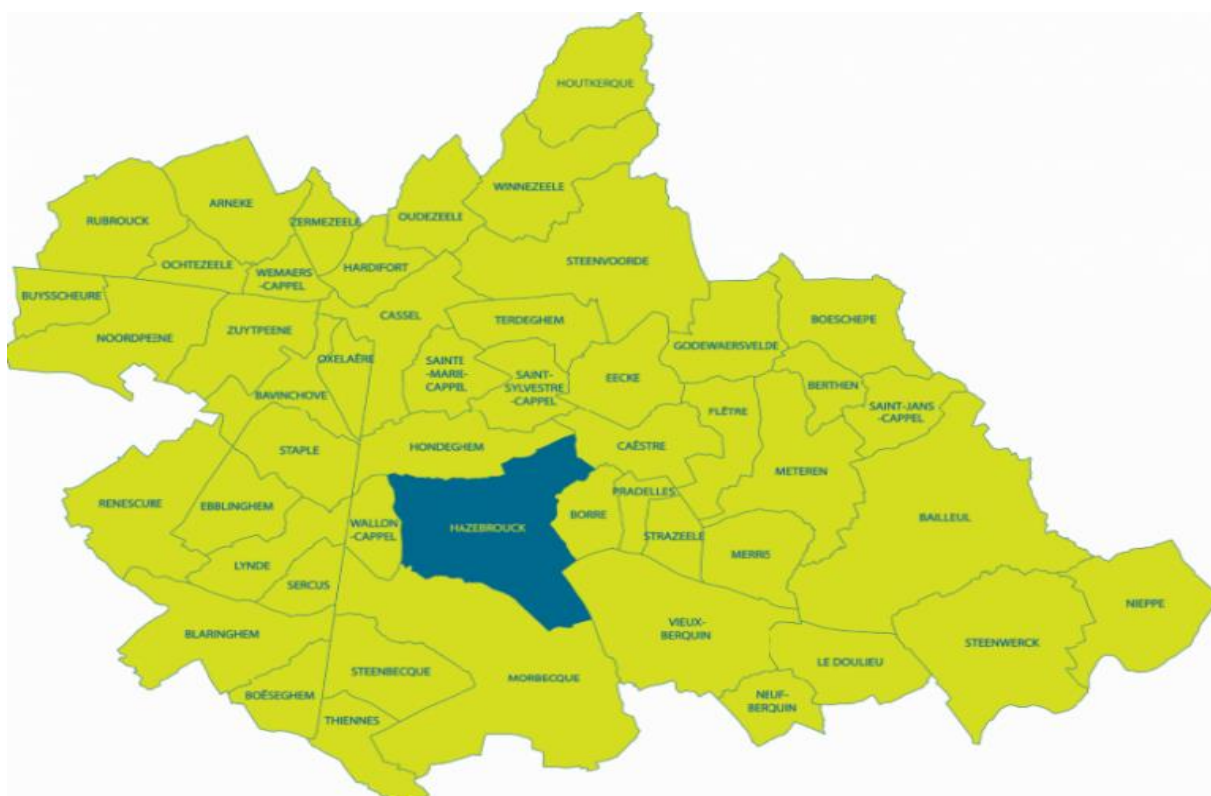 HOUTKERQUE
WINNEZEELE
ARNEKE
RUBROUCK
ZERMEZEELE
OUDEZEELE
STEENVOORDE
OCHTEZEELE
WEMAERS
-CAPPEL
HARDIFORT
BUYSSCHEURE
NOORDPEENE
ZUYTPEENE
CASSEL
TERDEGHEM
BOESCHEPE
GODEWAERSVELDE
OXELAËRE
SAINTE
-MARIE-
CAPPEL
SAINT-
SYLVESTRE
-CAPPEL
EECKE
BERTHEN
BAVINCHOVE
FLÊTRE
SAINT-JANS
-CAPPEL
STAPLE
HONDEGHEM
CAËSTRE
METEREN
RENESCURE
EBBLINGHEM
PRADELLES
WALLON
-CAPPEL
HAZEBROUCK
BORRE
BAILLEUL
STRAZEELE
MERRIS
LYNDE
SERCUS
NIEPPE
BLARINGHEM
VIEUX-
BERQUIN
STEENWERCK
STEENBECQUE
MORBECQUE
LE DOULIEU
BOËSEGHEM
NEUF-
BERQUIN
THIENNES